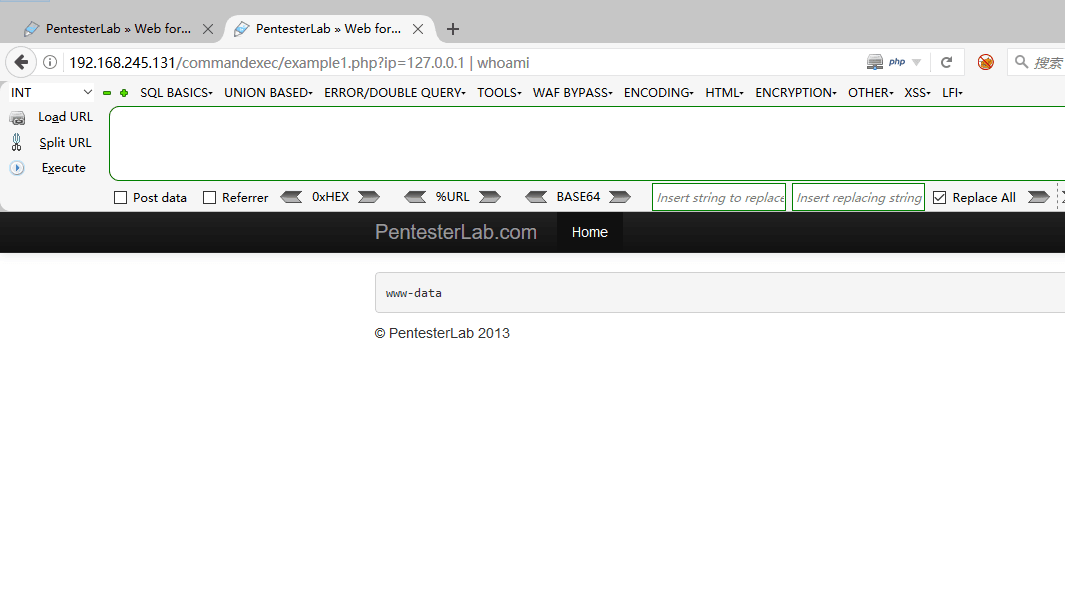 PentesterLab » Web for... PentesterLab » Web for...
192.168.245.131/commandexec/example1.php?ip=127.0.0.1 | whoami php 搜索
INT SQL BASICS UNION BASED ERROR/DOUBLE QUERY TOOLS WAF BYPASS ENCODING HTML ENCRYPTION OTHER XSS LFI
Load URL
Split URL
Execute
Post data Referrer 0xHEX %URL BASE64 Insert string to replace Insert replacing string Replace All
PentesterLab.com Home
www-data
© PentesterLab 2013